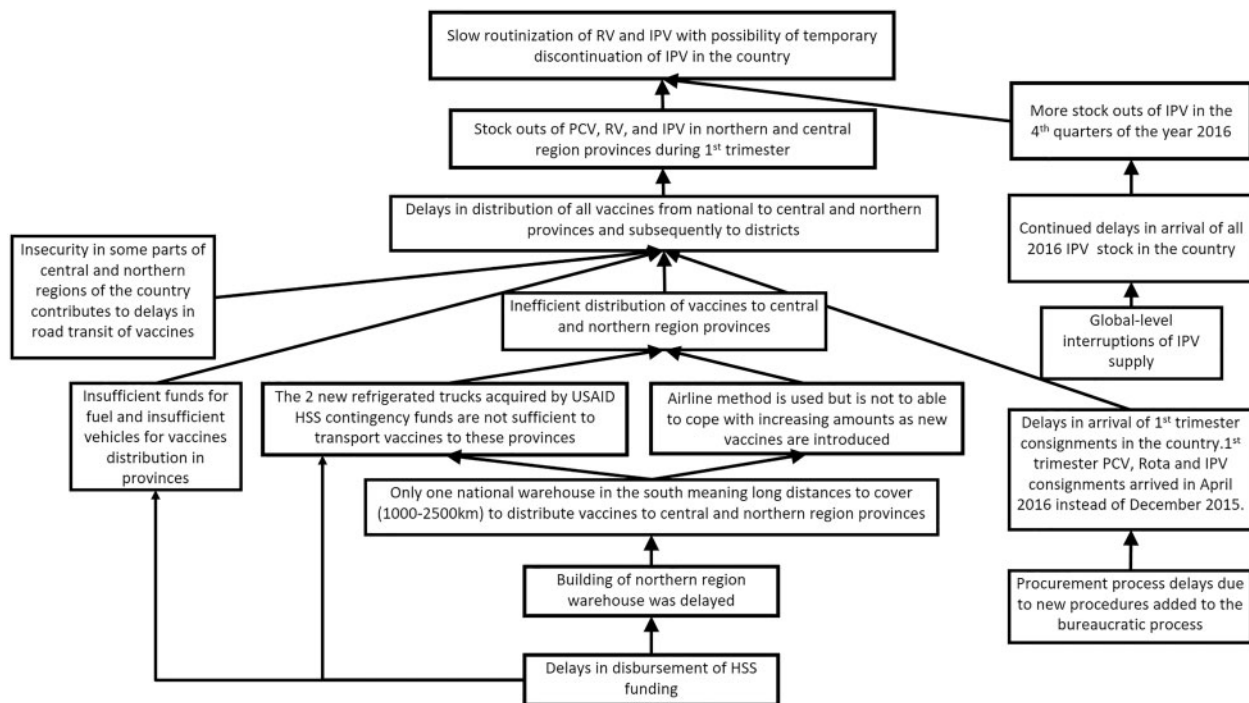 Slow routinization of RV and IPV with possibility of temporary
discontinuation of IPV in the country
Stock outs of PCV, RV, and IPV in northern and central
region provinces during 1st trimester
More stock outs of IPV in the
4th quarters of the year 2016
Delays in distribution of all vaccines from national to central and northern
provinces and subsequently to districts
Continued delays in arrival of all
2016 IPV stock in the country
Insecurity in some parts of
central and northern
regions of the country
contributes to delays in
road transit of vaccines
Inefficient distribution of vaccines to central
and northern region provinces
Global-level
interruptions of IPV
supply
Insufficient funds for
fuel and insufficient
vehicles for vaccines
distribution in
provinces
The 2 new refrigerated trucks acquired by USAID
HSS contingency funds are not sufficient to
transport vaccines to these provinces
Airline method is used but is not to able
to cope with increasing amounts as new
vaccines are introduced
Delays in arrival of 1st trimester
consignments in the country.1st
trimester PCV, Rota and IPV
consignments arrived in April
2016 instead of December 2015.
Only one national warehouse in the south meaning long distances to cover
(1000-2500km) to distribute vaccines to central and northern region provinces
Building of northern region
warehouse was delayed
Procurement process delays due
to new procedures added to the
bureaucratic process
Delays in disbursement of HSS
funding